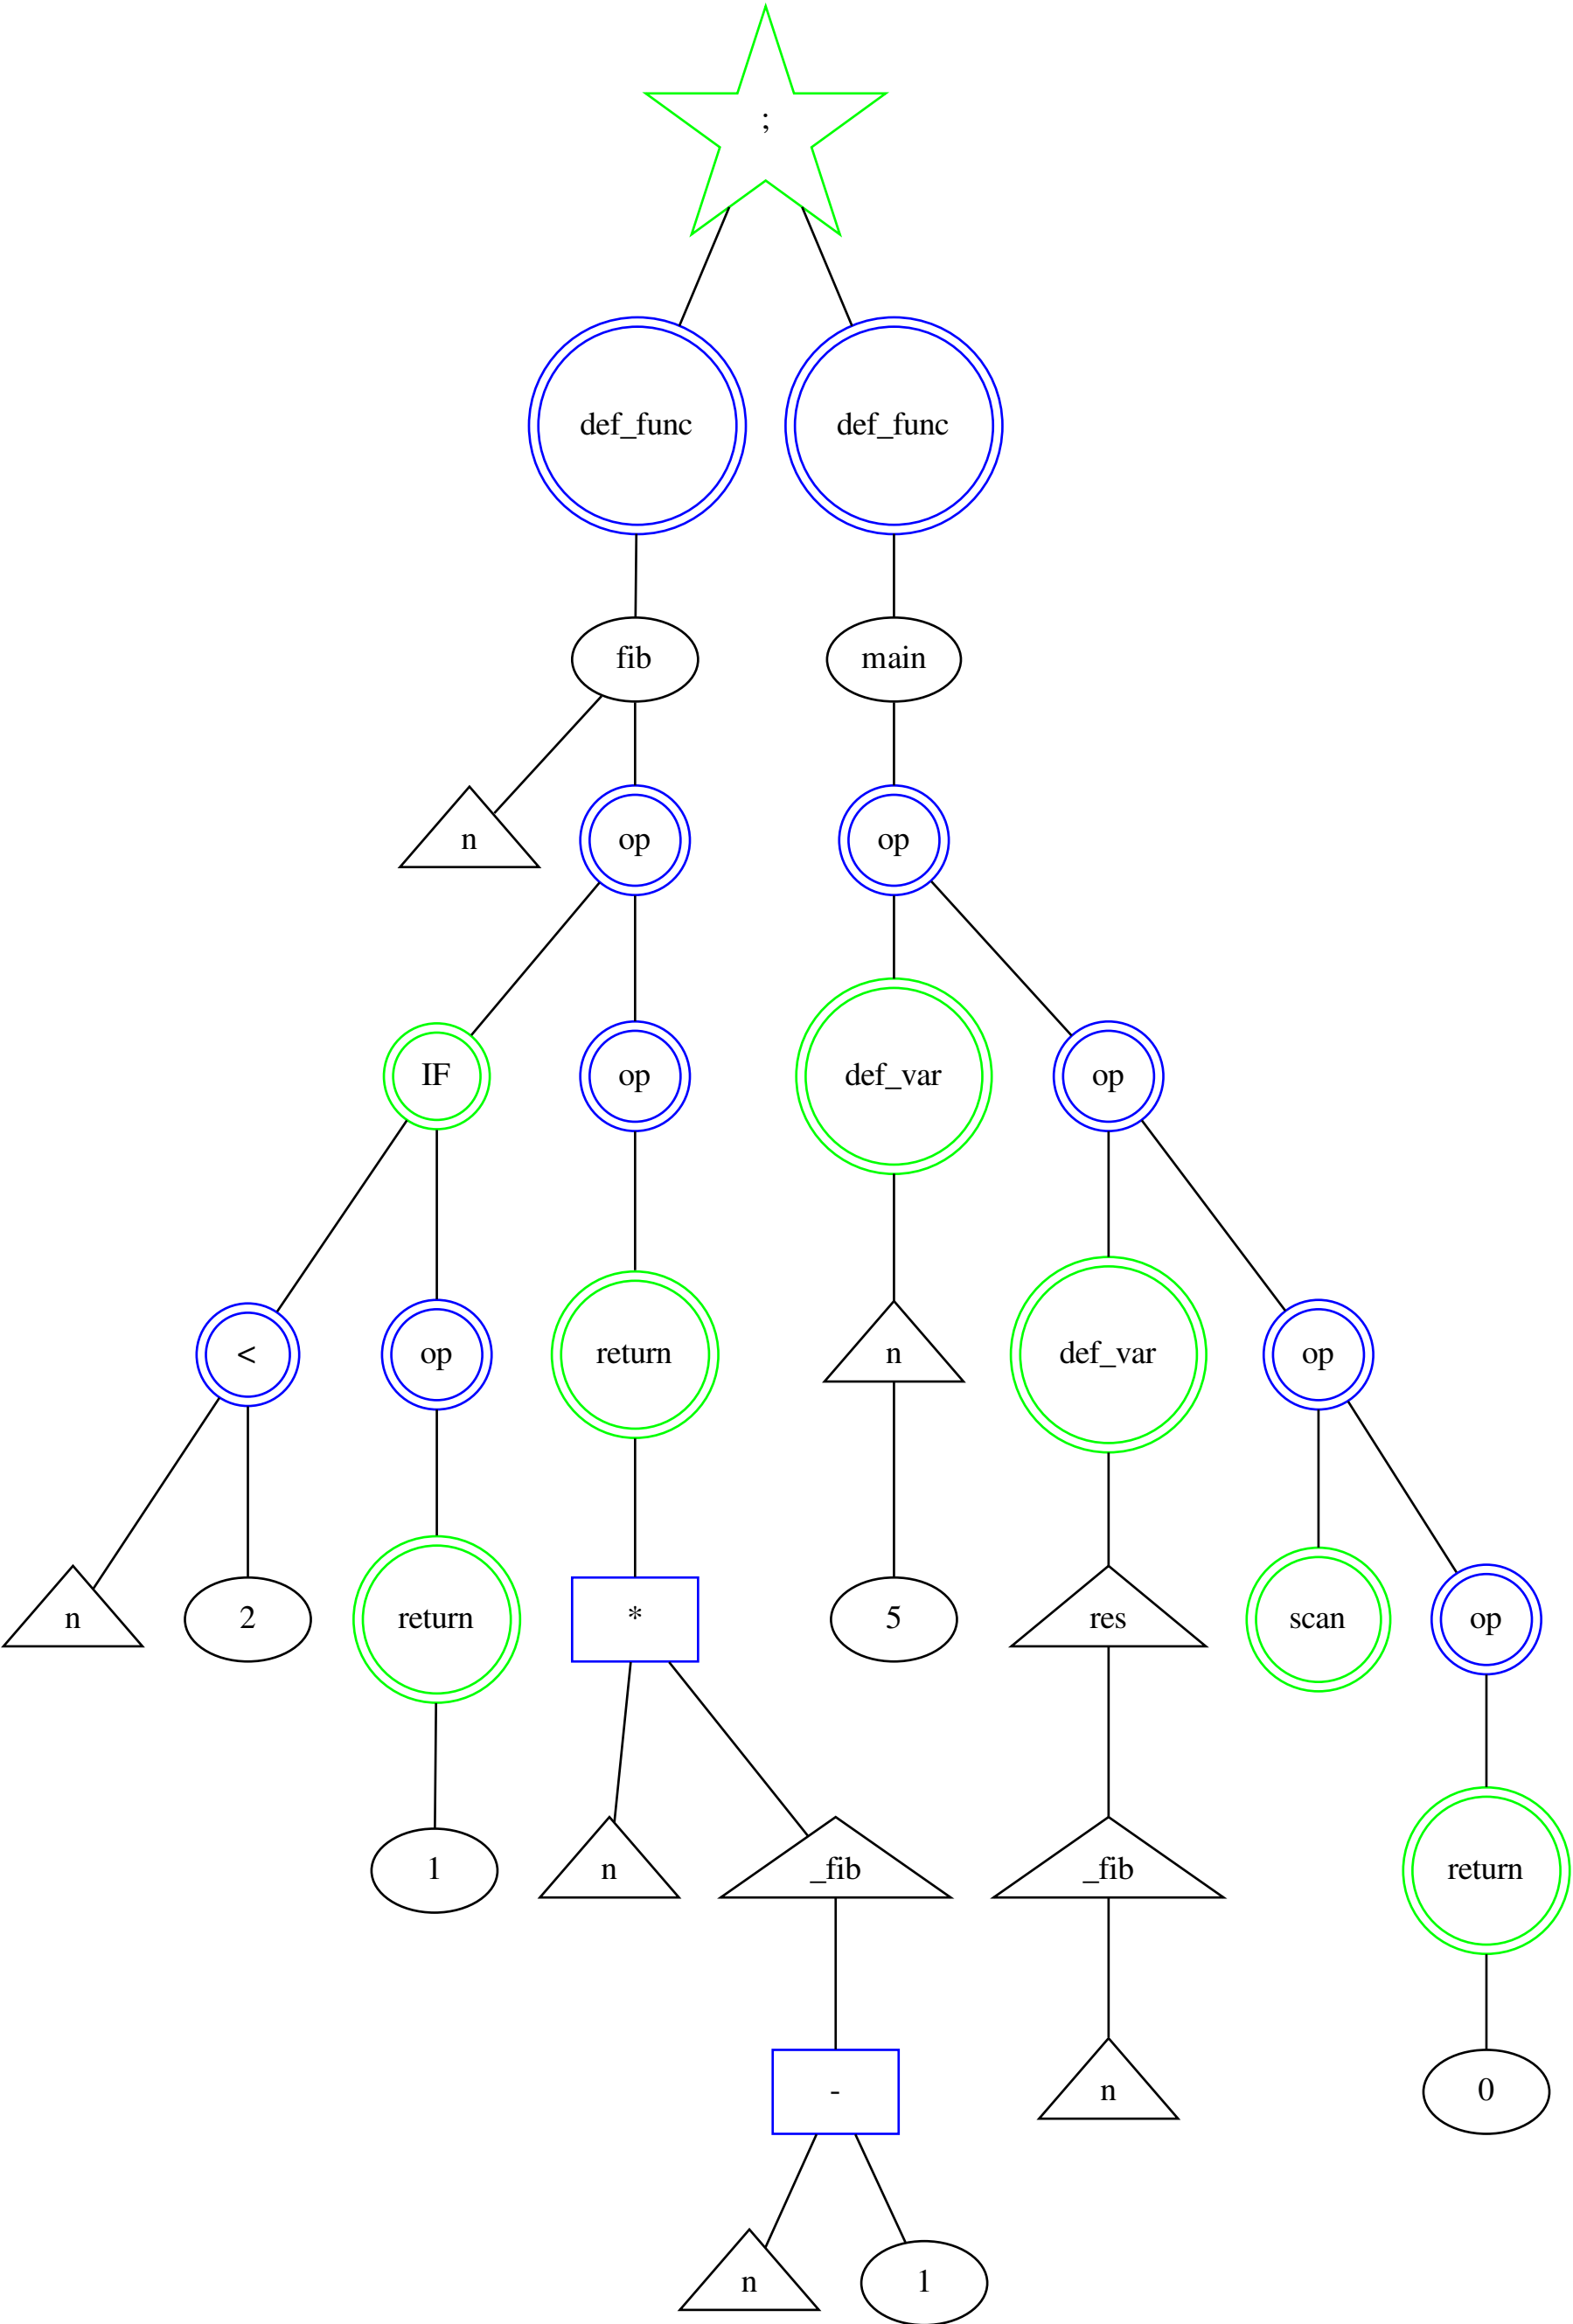 ;
def_func
def_func
fib
main
n
op
op
IF
op
def_var
op
<
op
return
n
def_var
op
n
2
return
*
5
res
scan
op
1
n
_fib
_fib
return
-
n
0
n
1